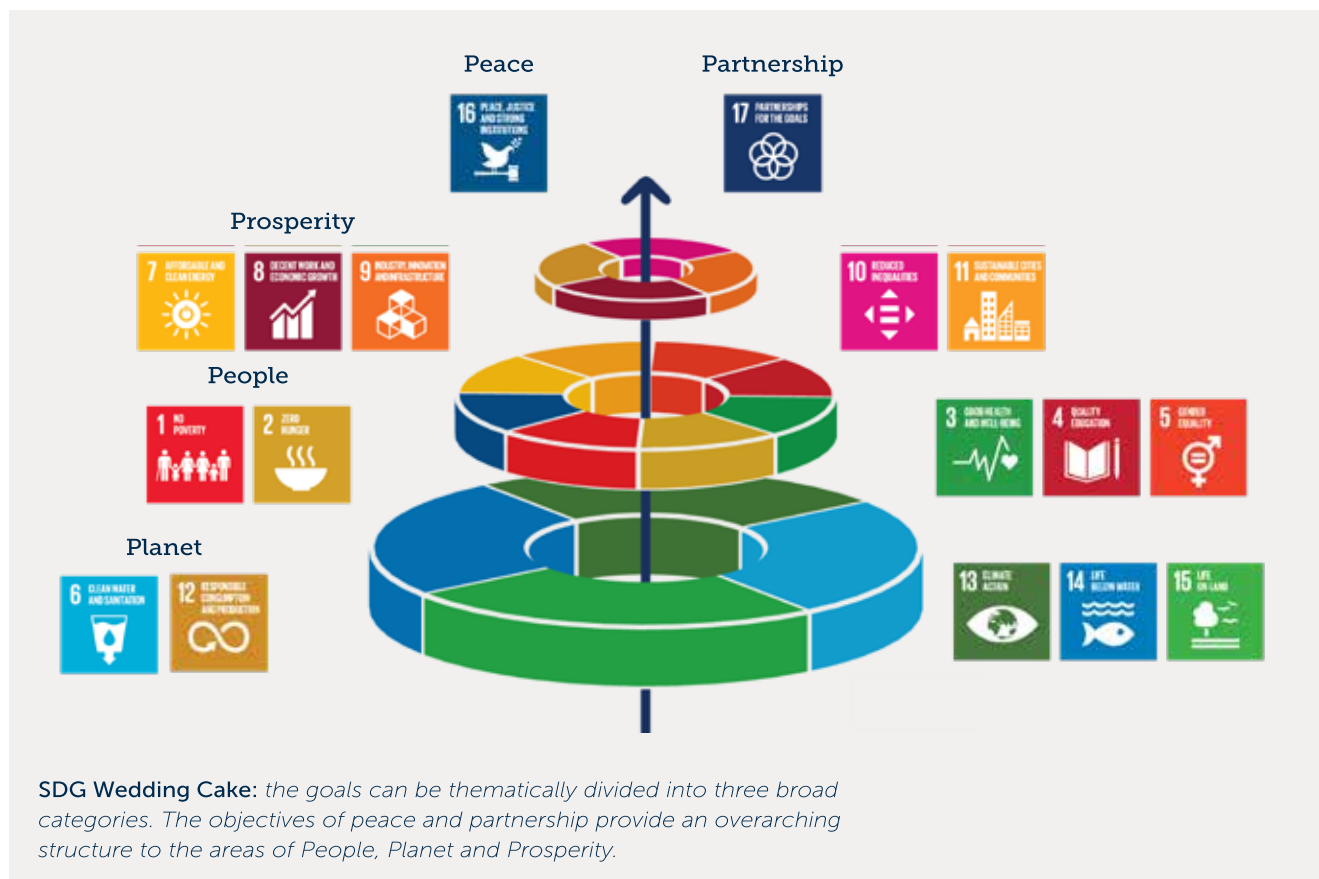 Peace
Partnership
16 PEACE, JUSTICE
AND STRONG
INSTITUTIONS
17 PARTNERSHIPS
FOR THE GOALS
Prosperity
7 AFFORDABLE AND
CLEAN ENERGY
8 DECENT WORK AND
ECONOMIC GROWTH
9 INDUSTRY, INNOVATION
AND INFRASTRUCTURE
10 REDUCED
INEQUALITIES
11 SUSTAINABLE CITIES
AND COMMUNITIES
People
1 NO
POVERTY
2 ZERO
HUNGER
3 GOOD HEALTH
AND WELL-BEING
4 QUALITY
EDUCATION
5 GENDER
EQUALITY
Planet
6 CLEAN WATER
AND SANITATION
12 RESPONSIBLE
CONSUMPTION
AND PRODUCTION
13 CLIMATE
ACTION
14 LIFE
BELOW WATER
15 LIFE
ON LAND
SDG Wedding Cake: the goals can be thematically divided into three broad
categories. The objectives of peace and partnership provide an overarching
structure to the areas of People, Planet and Prosperity.